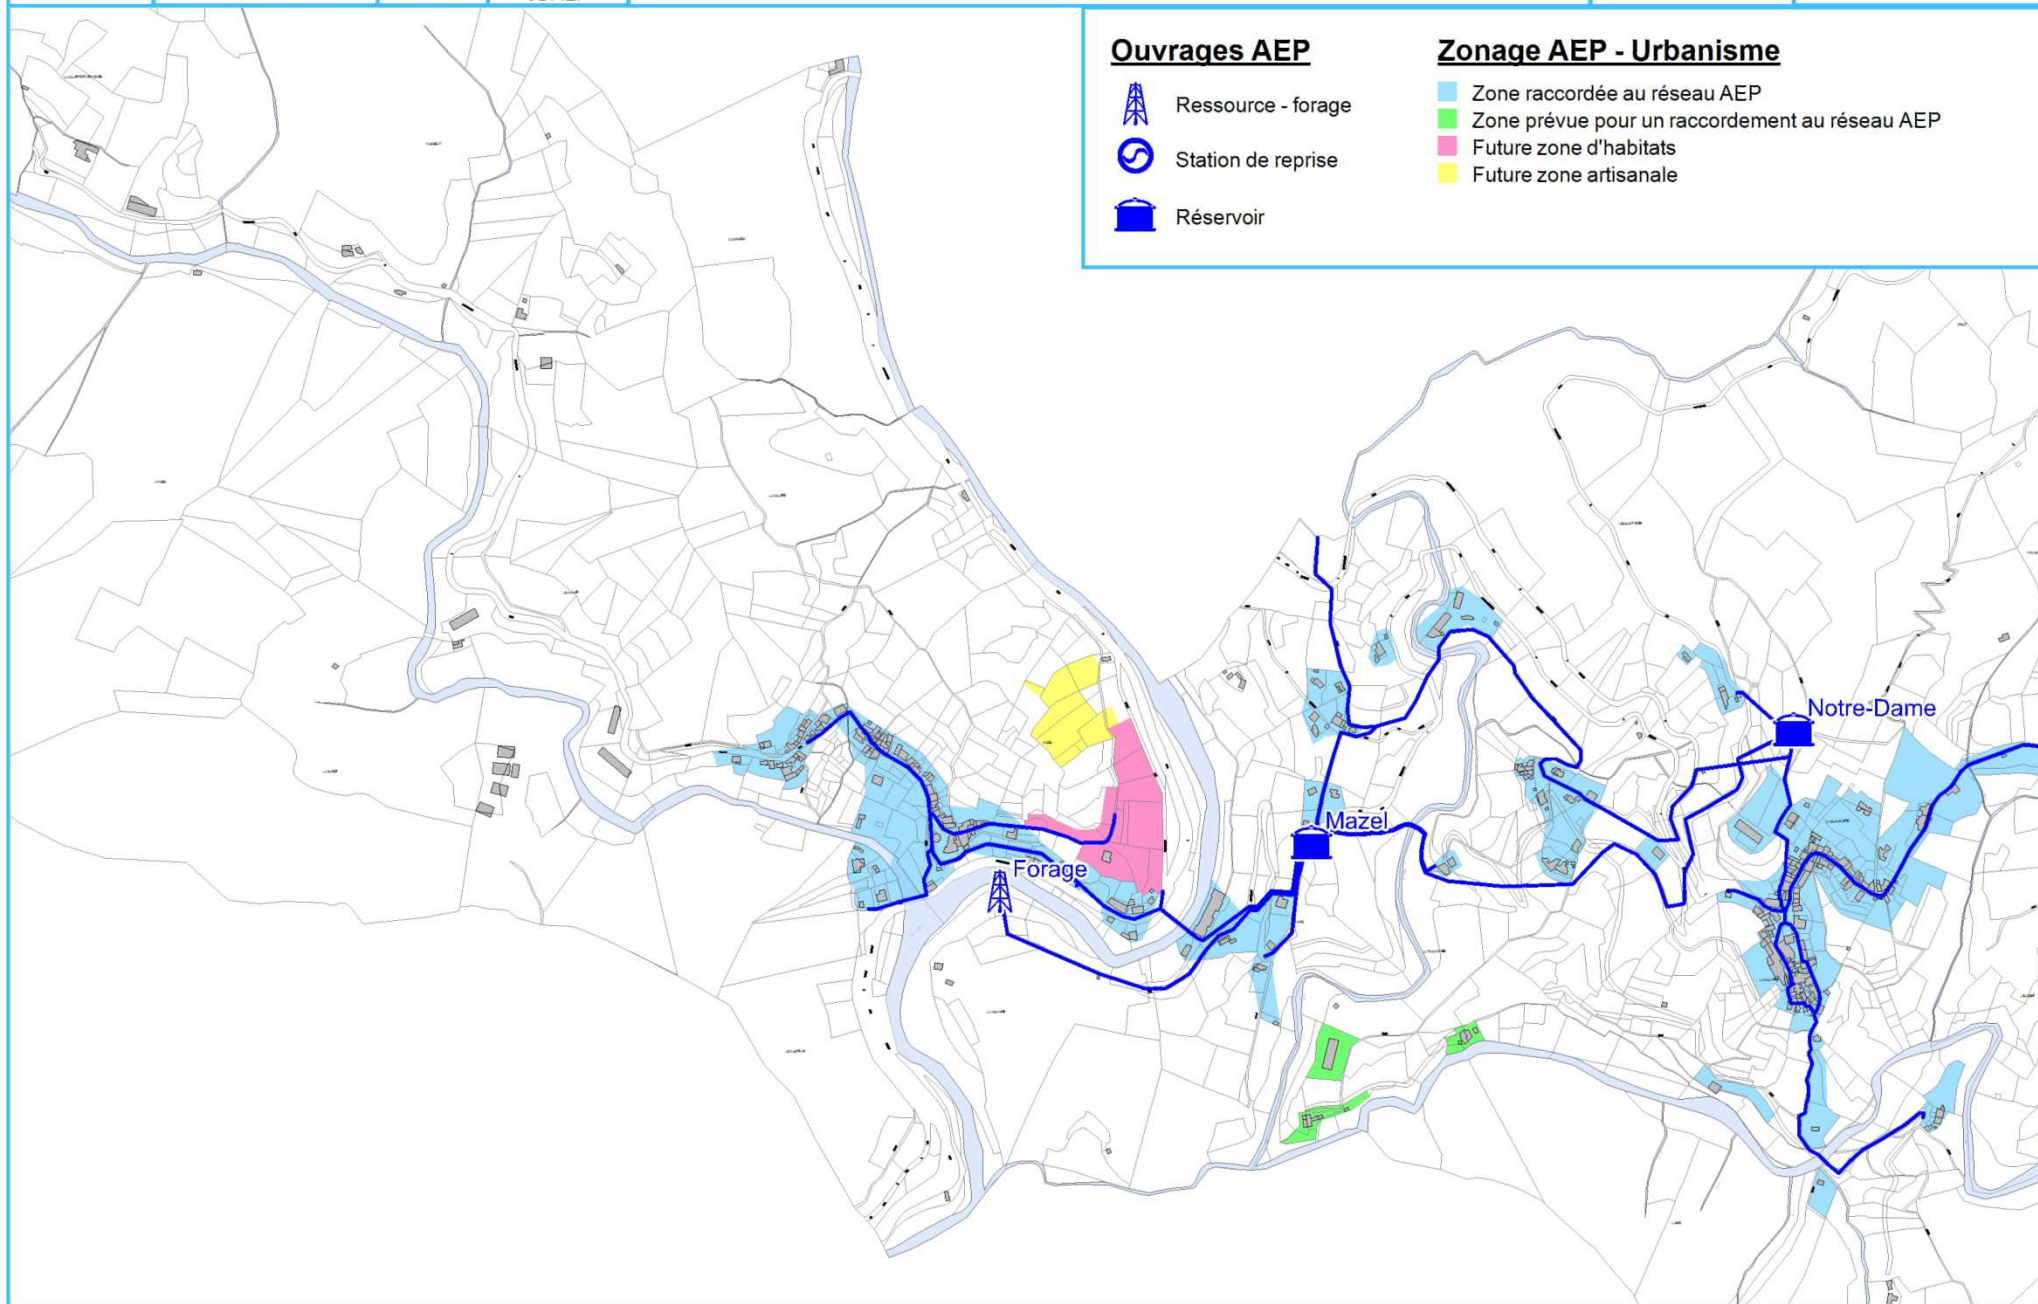 Ouvrages AEP
Ressource - forage
Station de reprise
Réservoir
Zonage AEP - Urbanisme
Zone raccordée au réseau AEP
Zone prévue pour un raccordement au réseau AEP
Future zone d'habitats
Future zone artisanale
Notre-Dame
Mazel
Forage